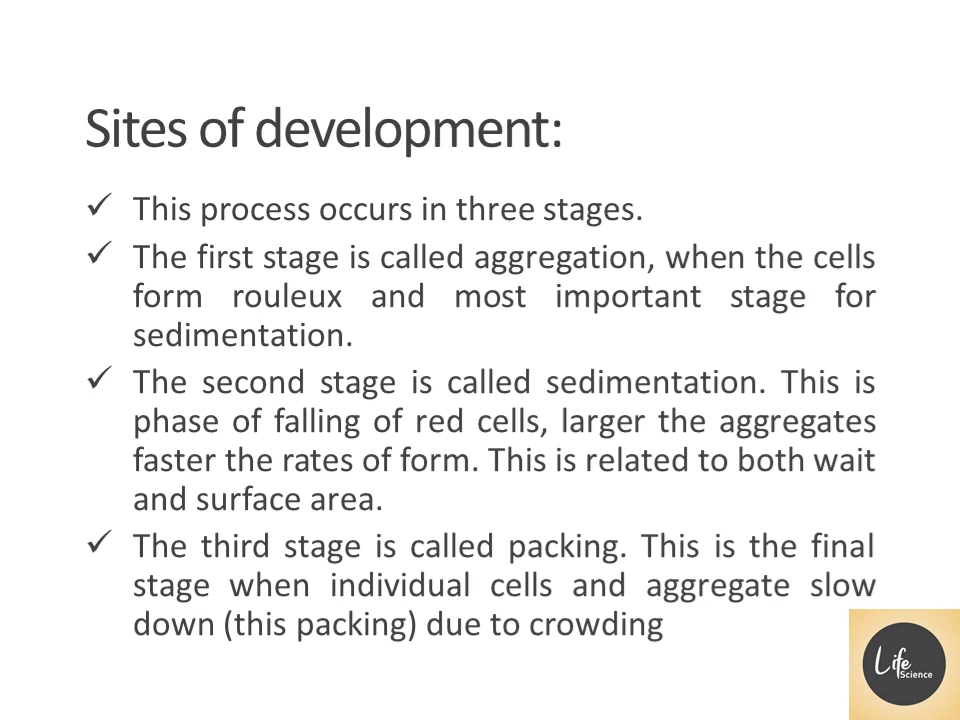 Sites of development:
✓ This process occurs in three stages.
✓ The first stage is called aggregation, when the cells
form rouleux and most important stage for
sedimentation.
✓ The second stage is called sedimentation. This is
phase of falling of red cells, larger the aggregates
faster the rates of form. This is related to both wait
and surface area.
✓ The third stage is called packing. This is the final
stage when individual cells and aggregate slow
down (this packing) due to crowding
Life
Science